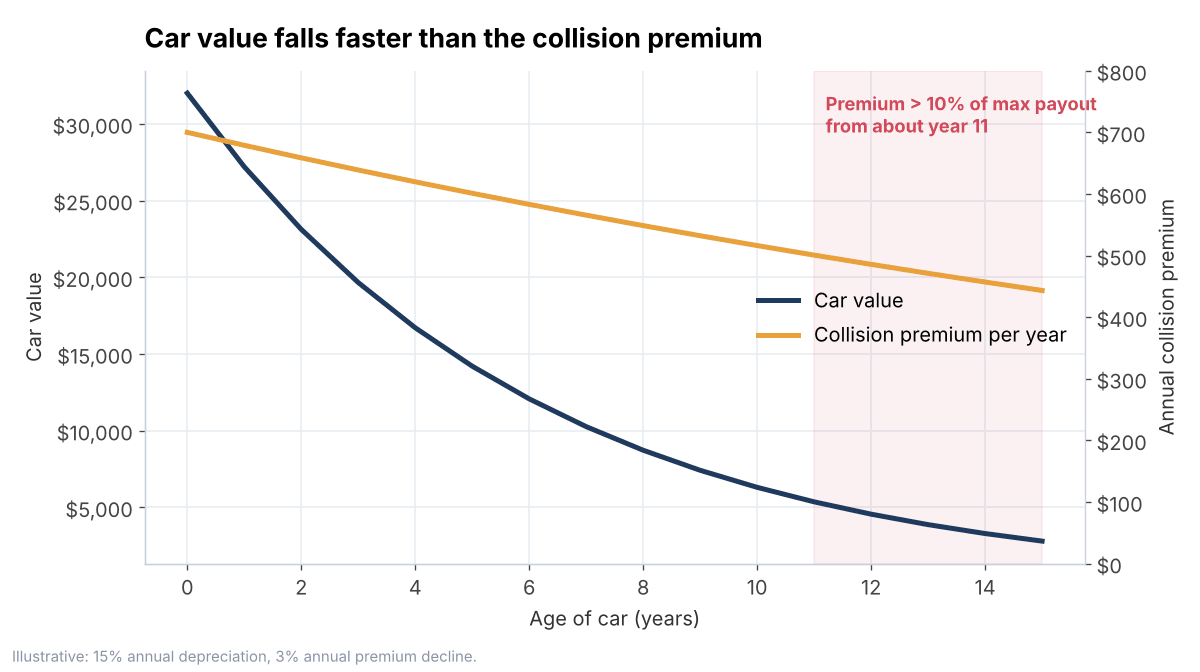 Car value falls faster than the collision premium
Premium > 10% of max payout
from about year 11
Car value
$30,000
$25,000
$20,000
$15,000
$10,000
$5,000
Car value
Collision premium per year
$800
$700
$600
$500
$400
$300
$200
$100
$0
Annual collision premium
0 2 4 6 8 10 12 14
Age of car (years)
Illustrative: 15% annual depreciation, 3% annual premium decline.